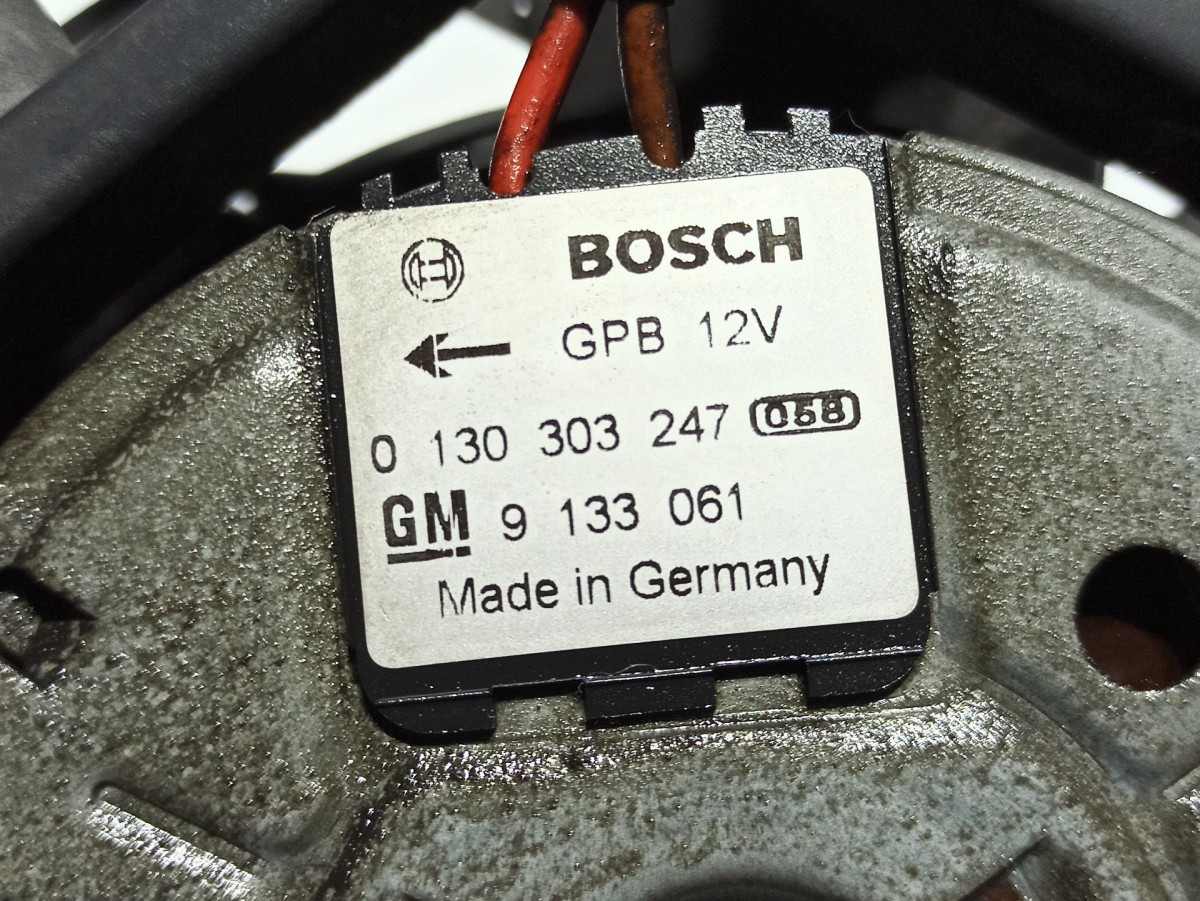 BOSCH
GPB 12V
0 130 303 247 058
GM 9 133 061
Made in Germany